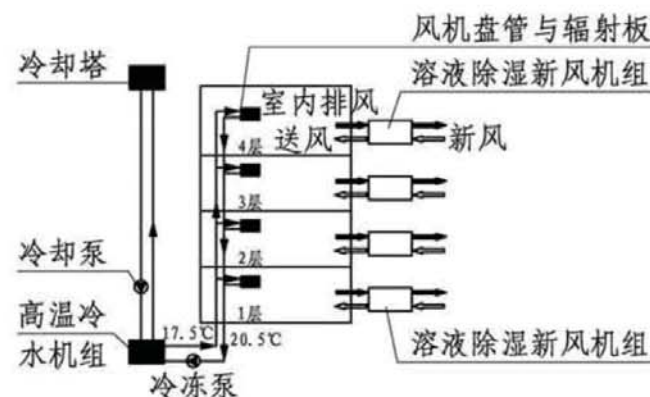 风机盘管与辐射板
冷却塔
溶液除湿新风机组
室内排风
送风
新风
4层
3层
2层
1层
冷却泵
高温冷
水机组
17.5℃
20.5℃
冷冻泵
溶液除湿新风机组